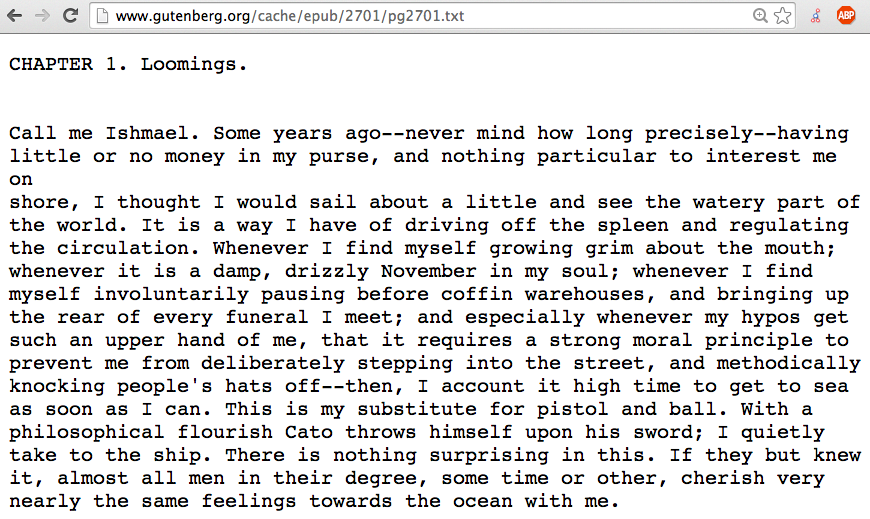 www.gutenberg.org/cache/epub/2701/pg2701.txt
ABP
CHAPTER 1. Loomings.
Call me Ishmael. Some years ago--never mind how long precisely--having
little or no money in my purse, and nothing particular to interest me
on
shore, I thought I would sail about a little and see the watery part of
the world. It is a way I have of driving off the spleen and regulating
the circulation. Whenever I find myself growing grim about the mouth;
whenever it is a damp, drizzly November in my soul; whenever I find
myself involuntarily pausing before coffin warehouses, and bringing up
the rear of every funeral I meet; and especially whenever my hypos get
such an upper hand of me, that it requires a strong moral principle to
prevent me from deliberately stepping into the street, and methodically
knocking people's hats off--then, I account it high time to get to sea
as soon as I can. This is my substitute for pistol and ball. With a
philosophical flourish Cato throws himself upon his sword; I quietly
take to the ship. There is nothing surprising in this. If they but knew
it, almost all men in their degree, some time or other, cherish very
nearly the same feelings towards the ocean with me.